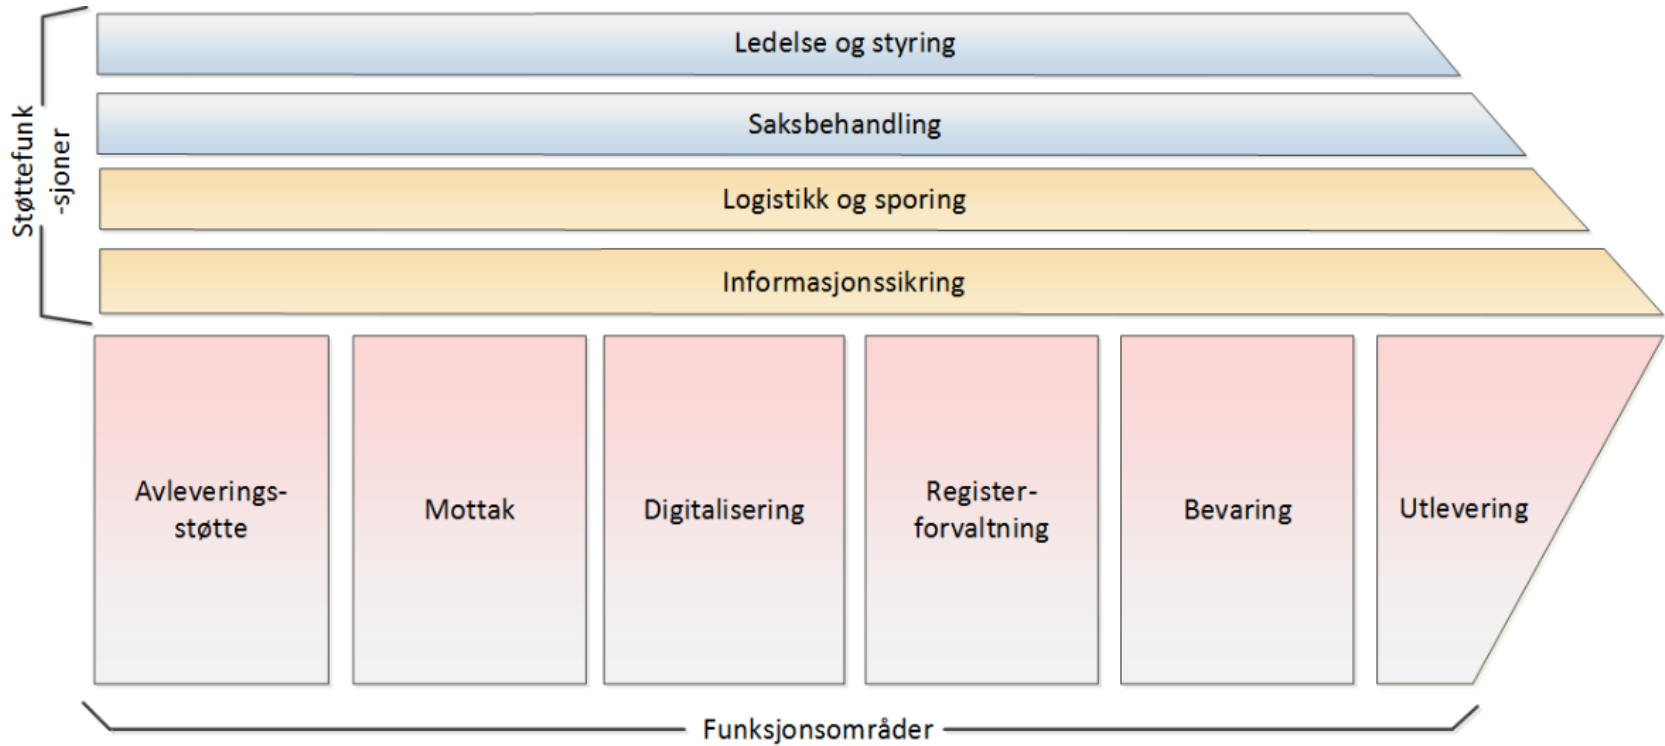 Støttefunk
-sjoner
Ledelse og styring
Saksbehandling
Logistikk og sporing
Informasjonssikring
Avleverings-
støtte
Mottak
Digitalisering
Register-
forvaltning
Bevaring
Utlevering
Funksjonsområder